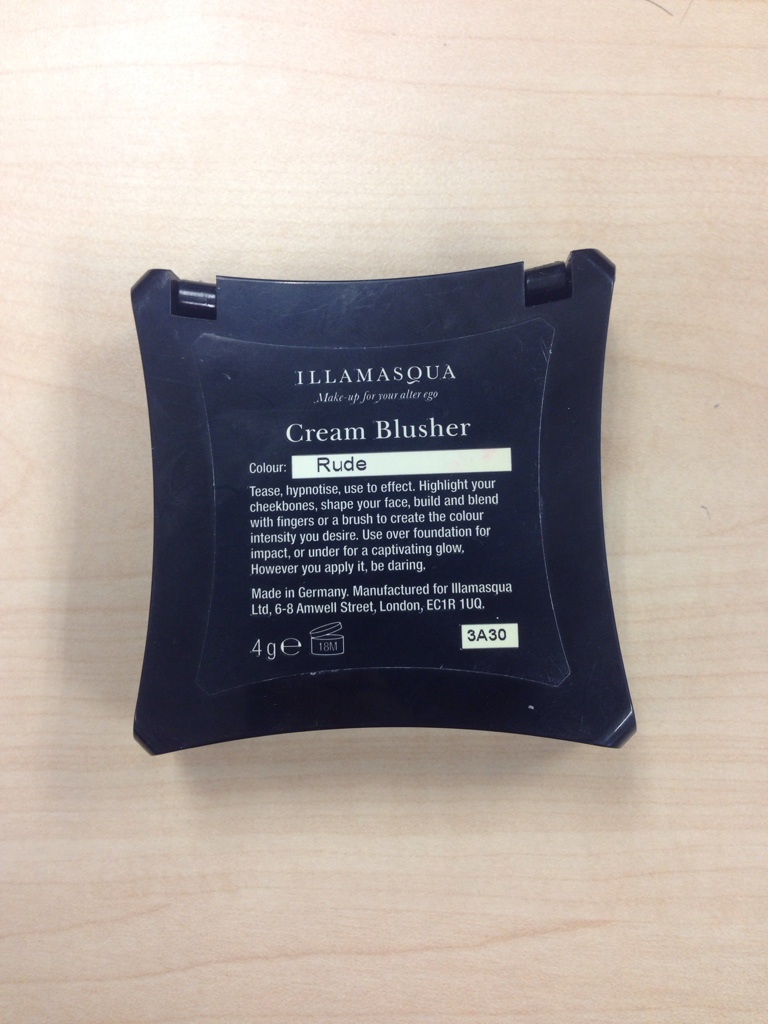 ILLAMASQUA
Make-up for your alter ego
Cream Blusher
Colour: Rude
Tease, hypnotise, use to effect. Highlight your
cheekbones, shape your face, build and blend
with fingers or a brush to create the colour
intensity you desire. Use over foundation for
impact, or under for a captivating glow,
However you apply it, be daring.
Made in Germany. Manufactured for Illamasqua
Ltd, 6-8 Amwell Street, London, EC1R 1UQ.
4g℮ 18M 3A30